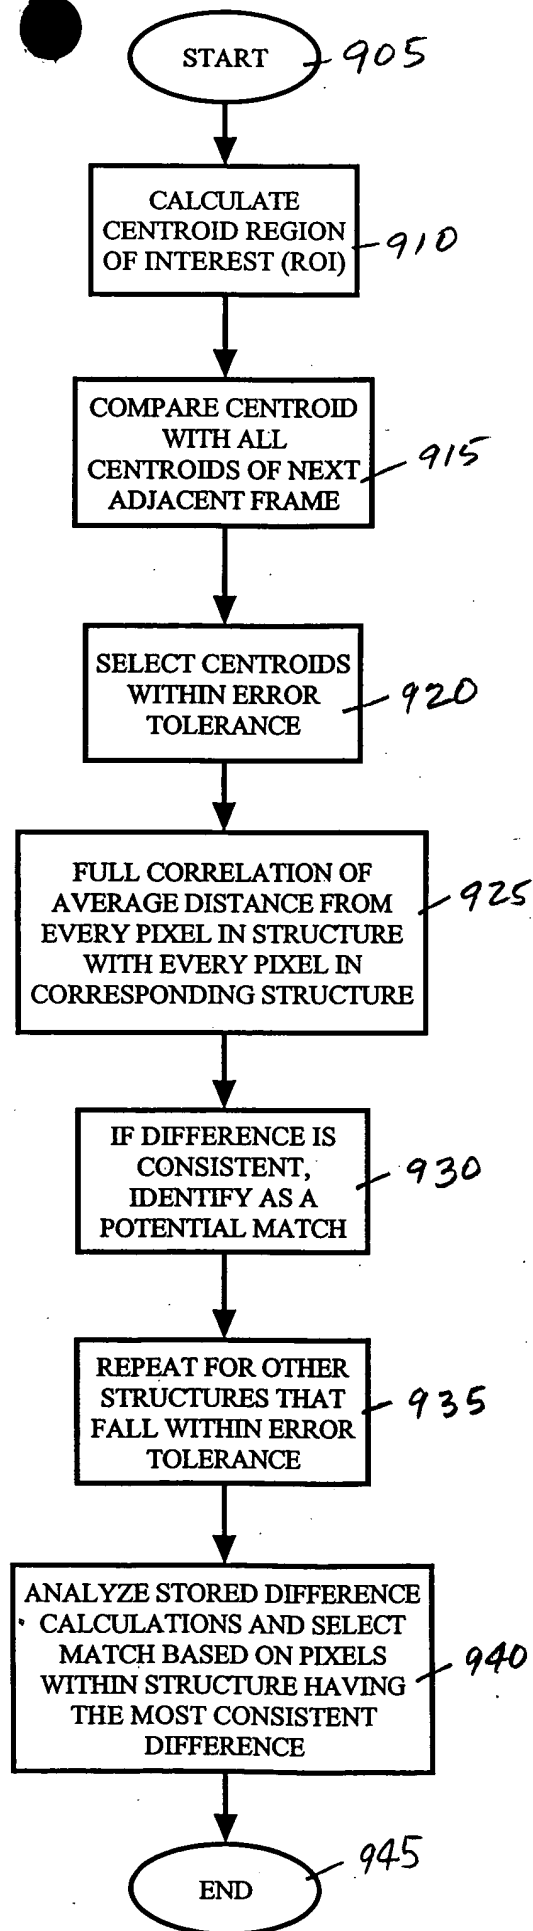 START 905
CALCULATE
CENTROID REGION
OF INTEREST (ROI) 910
COMPARE CENTROID
WITH ALL
CENTROIDS OF NEXT 915
ADJACENT FRAME
SELECT CENTROIDS
WITHIN ERROR 920
TOLERANCE
FULL CORRELATION OF
AVERAGE DISTANCE FROM 925
EVERY PIXEL IN STRUCTURE
WITH EVERY PIXEL IN
CORRESPONDING STRUCTURE
IF DIFFERENCE IS
CONSISTENT, 930
IDENTIFY AS A
POTENTIAL MATCH
REPEAT FOR OTHER
STRUCTURES THAT 935
FALL WITHIN ERROR
TOLERANCE
ANALYZE STORED DIFFERENCE
CALCULATIONS AND SELECT
MATCH BASED ON PIXELS 940
WITHIN STRUCTURE HAVING
THE MOST CONSISTENT
DIFFERENCE
END 945